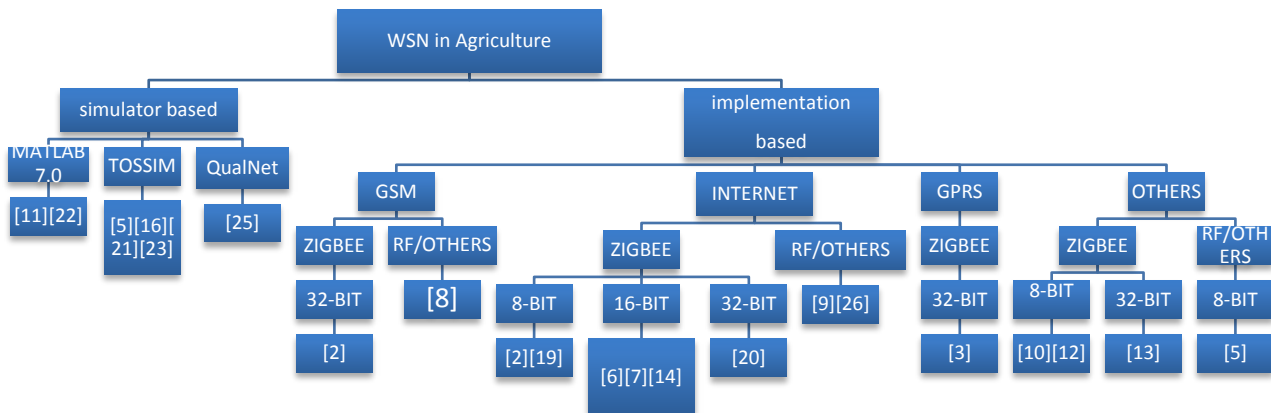 WSN in Agriculture
simulator based
implementation
based
MATLAB
7.0
TOSSIM
QualNet
GSM
INTERNET
GPRS
OTHERS
[11][22]
[5][16][
21][23]
[25]
ZIGBEE
RF/OTHERS
ZIGBEE
RF/OTHERS
ZIGBEE
ZIGBEE
RF/OTH
ERS
32-BIT
[8]
8-BIT
16-BIT
32-BIT
[9][26]
32-BIT
8-BIT
32-BIT
8-BIT
[2]
[2][19]
[6][7][14]
[20]
[3]
[10][12]
[13]
[5]